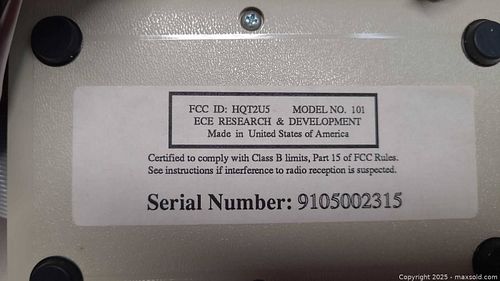 FCC ID: HQT2U5 MODEL NO. 101
ECE RESEARCH & DEVELOPMENT
Made in United States of America
Certified to comply with Class B limits, Part 15 of FCC Rules.
See instructions if interference to radio reception is suspected.
Serial Number: 9105002315
Copyright © 2025 - maxsold.com